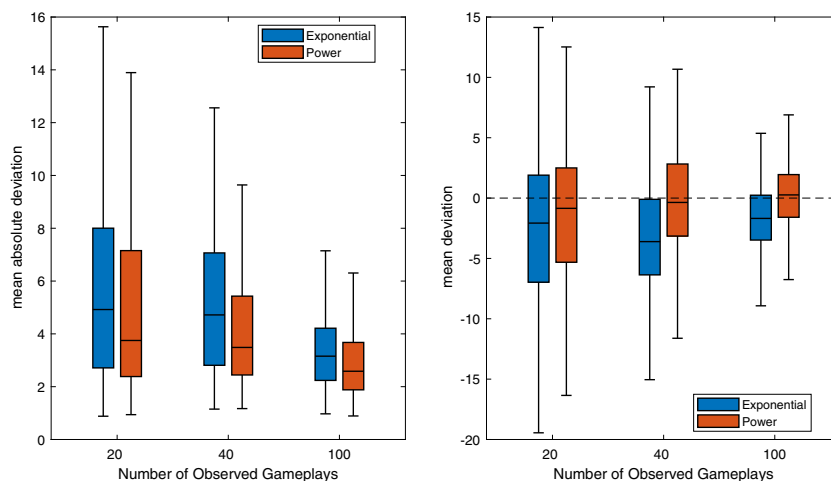 16
14
12
10
8
6
4
2
0
mean absolute deviation
Exponential
Power
20
40
100
Number of Observed Gameplays
15
10
5
0
-5
-10
-15
-20
mean deviation
Exponential
Power
20
40
100
Number of Observed Gameplays